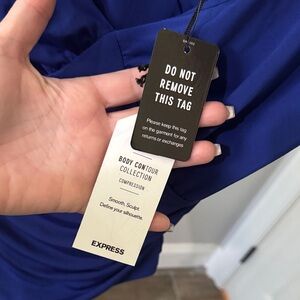 DO NOT
REMOVE
THIS TAG
Please keep this tag
on the garment for any
returns or exchanges
BODY CONTOUR
COLLECTION
COMPRESSION
Smooth, Sculpt,
Define your silhouette.
EXPRESS